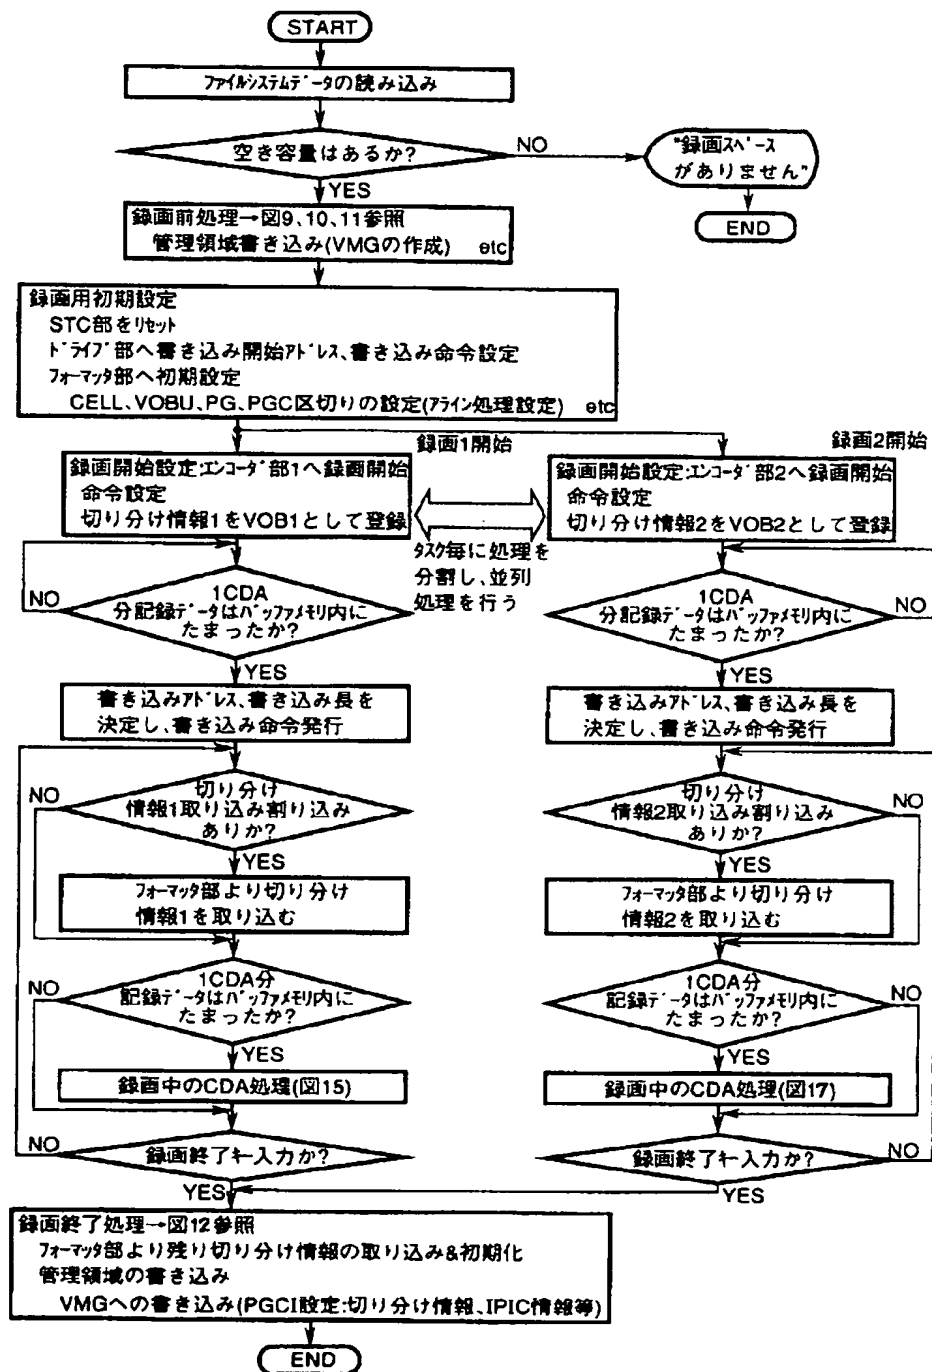 START
ファイルシステムデータの読み込み
空き容量はあるか?
NO
"録画スペース
がありません"
END
YES
録画前処理→図9、10、11参照
管理領域書き込み(VMGの作成) etc
録画用初期設定
STC部をリセット
ドライブ部へ書き込み開始アドレス、書き込み命令設定
フォーマッタ部へ初期設定
CELL、VOBU、PG、PGC区切りの設定(アライン処理設定) etc
録画1開始
録画2開始
録画開始設定:エンコーダ部1へ録画開始
命令設定
切り分け情報1をVOB1として登録
タスク毎に処理を
分割し、並列
処理を行う
録画開始設定:エンコーダ部2へ録画開始
命令設定
切り分け情報2をVOB2として登録
NO
1CDA
分記録データはバッファメモリ内に
たまったか?
YES
1CDA
分記録データはバッファメモリ内に
たまったか?
NO
YES
書き込みアドレス、書き込み長を
決定し、書き込み命令発行
書き込みアドレス、書き込み長を
決定し、書き込み命令発行
NO
切り分け
情報1取り込み割り込み
ありか?
YES
切り分け
情報2取り込み割り込み
ありか?
NO
YES
フォーマッタ部より切り分け
情報1を取り込む
フォーマッタ部より切り分け
情報2を取り込む
NO
1CDA分
記録データはバッファメモリ内に
たまったか?
YES
1CDA分
記録データはバッファメモリ内に
たまったか?
NO
YES
録画中のCDA処理(図15)
録画中のCDA処理(図17)
NO
録画終了キー入力か?
YES
録画終了キー入力か?
NO
YES
録画終了処理→図12参照
フォーマッタ部より残り切り分け情報の取り込み&初期化
管理領域の書き込み
VMGへの書き込み(PGCI設定:切り分け情報、IPIC情報等)
END